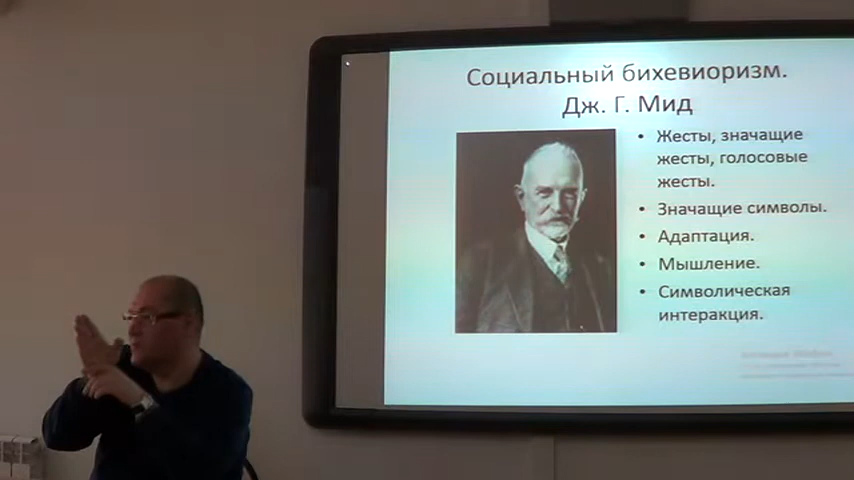 Социальный бихевиоризм.
Дж. Г. Мид
• Жесты, значащие
жесты, голосовые
жесты.
• Значащие символы.
• Адаптация.
• Мышление.
• Символическая
интеракция.